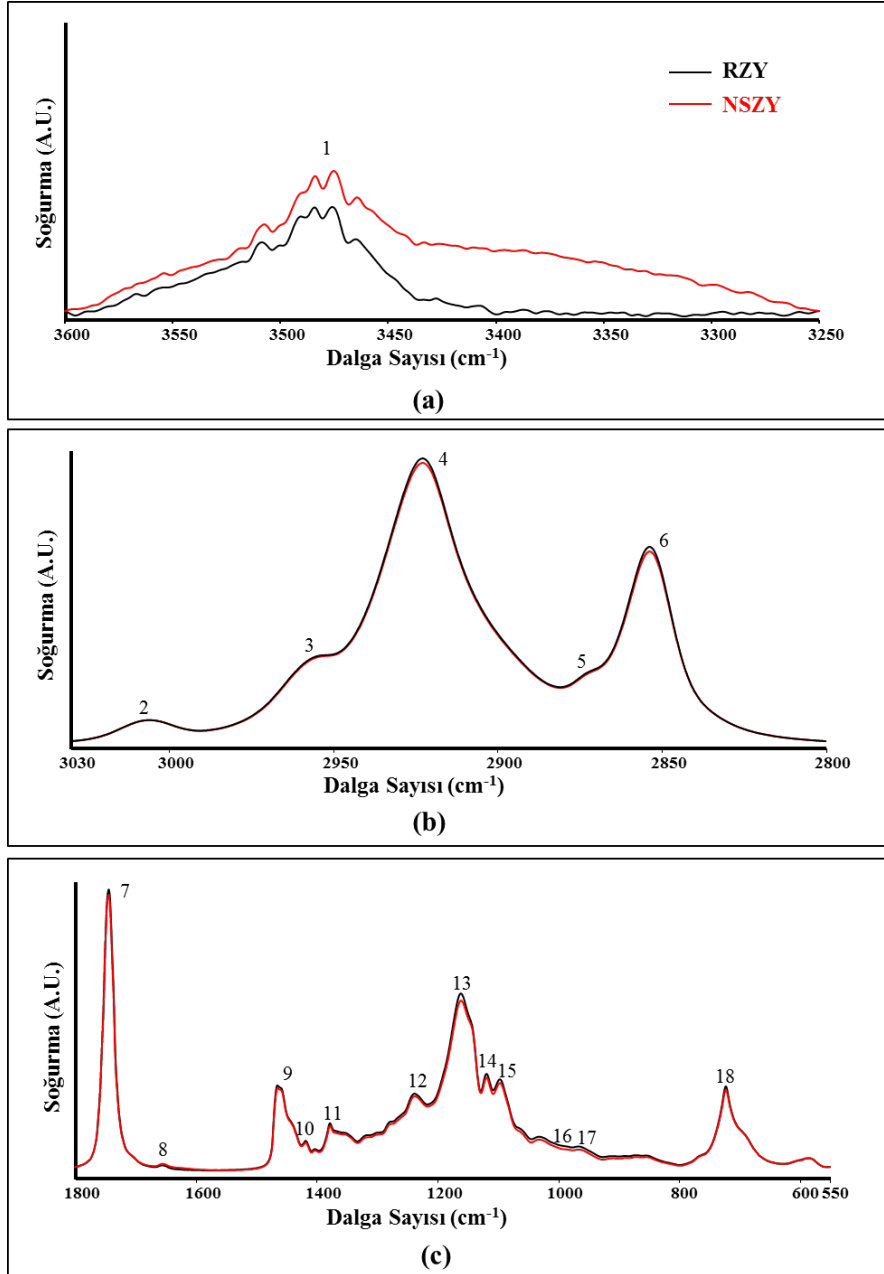 Soğurma (A.U.)
RZY
NSZY
1
3600 3550 3500 3450 3400 3350 3300 3250
Dalga Sayısı (cm⁻¹)
(a)
Soğurma (A.U.)
2 3 4 5 6
3030 3000 2950 2900 2850 2800
Dalga Sayısı (cm⁻¹)
(b)
Soğurma (A.U.)
7 8 9 10 11 12 13 14 15 16 17 18
1800 1600 1400 1200 1000 800 600 550
Dalga Sayısı (cm⁻¹)
(c)